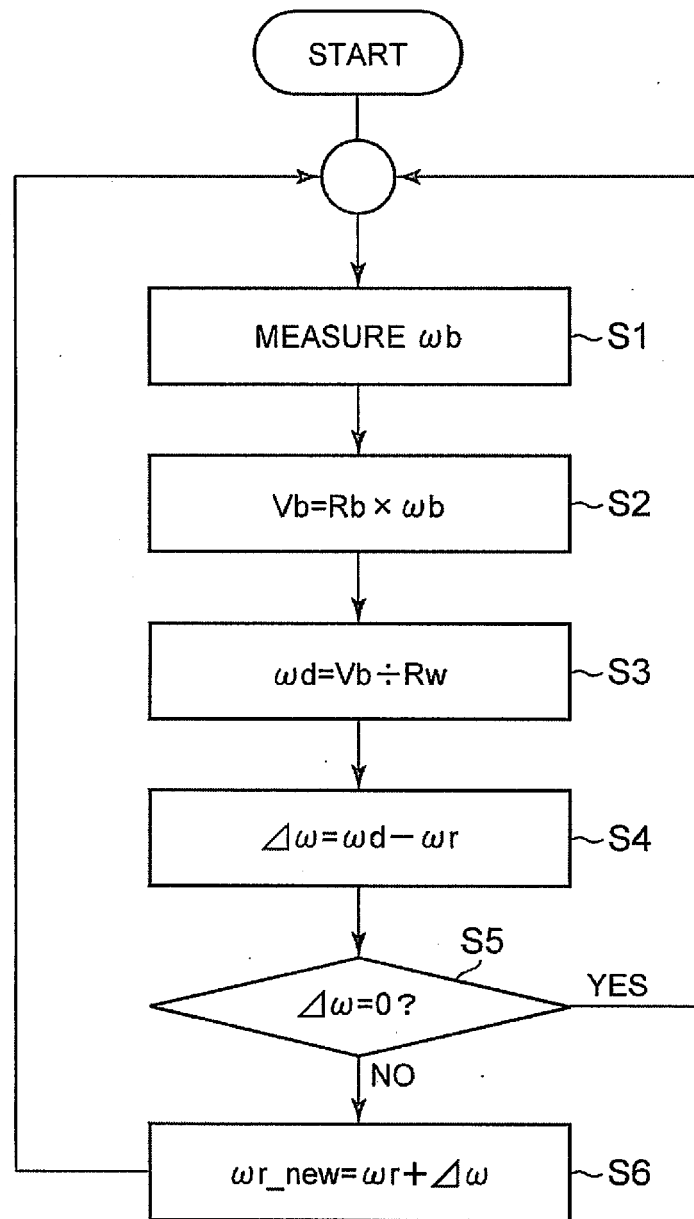 START
MEASURE ωb
S1
Vb=Rb×ωb
S2
ωd=Vb÷Rw
S3
⊿ω=ωd−ωr
S4
S5
⊿ω=0?
YES
NO
ωr_new=ωr+⊿ω
S6